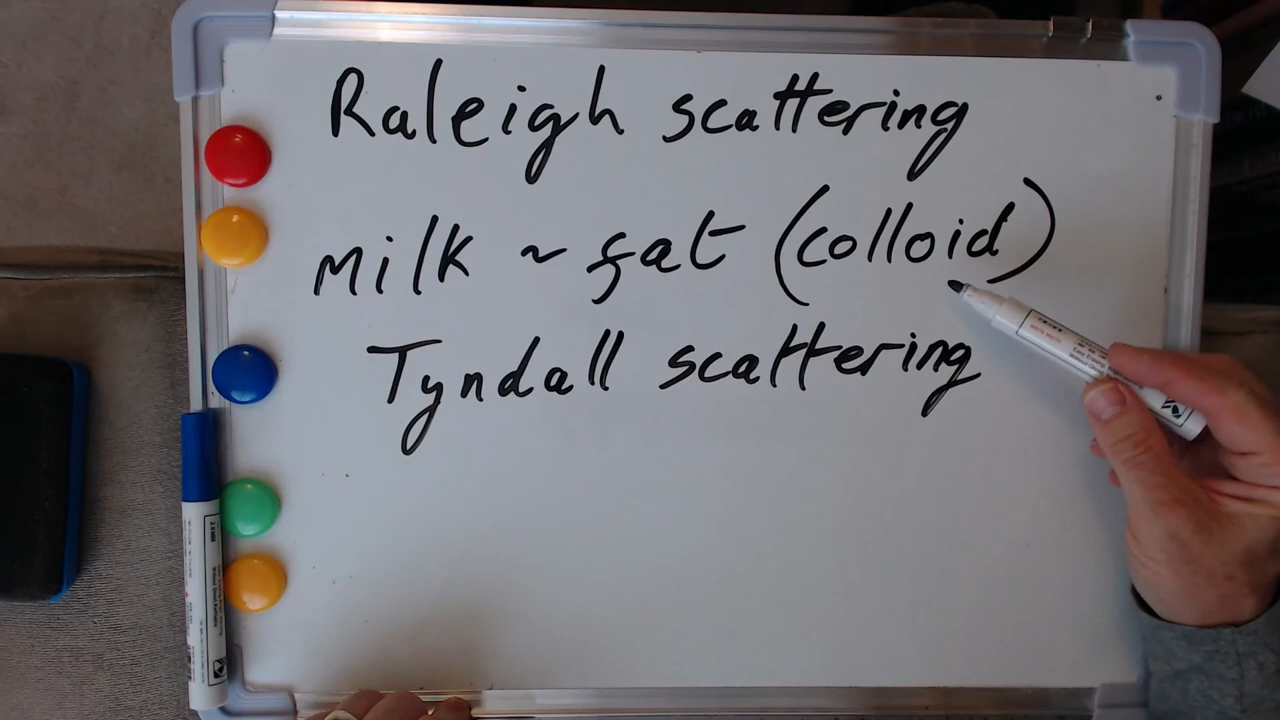 Raleigh scattering
Milk ~ fat (colloid)
Tyndall scattering